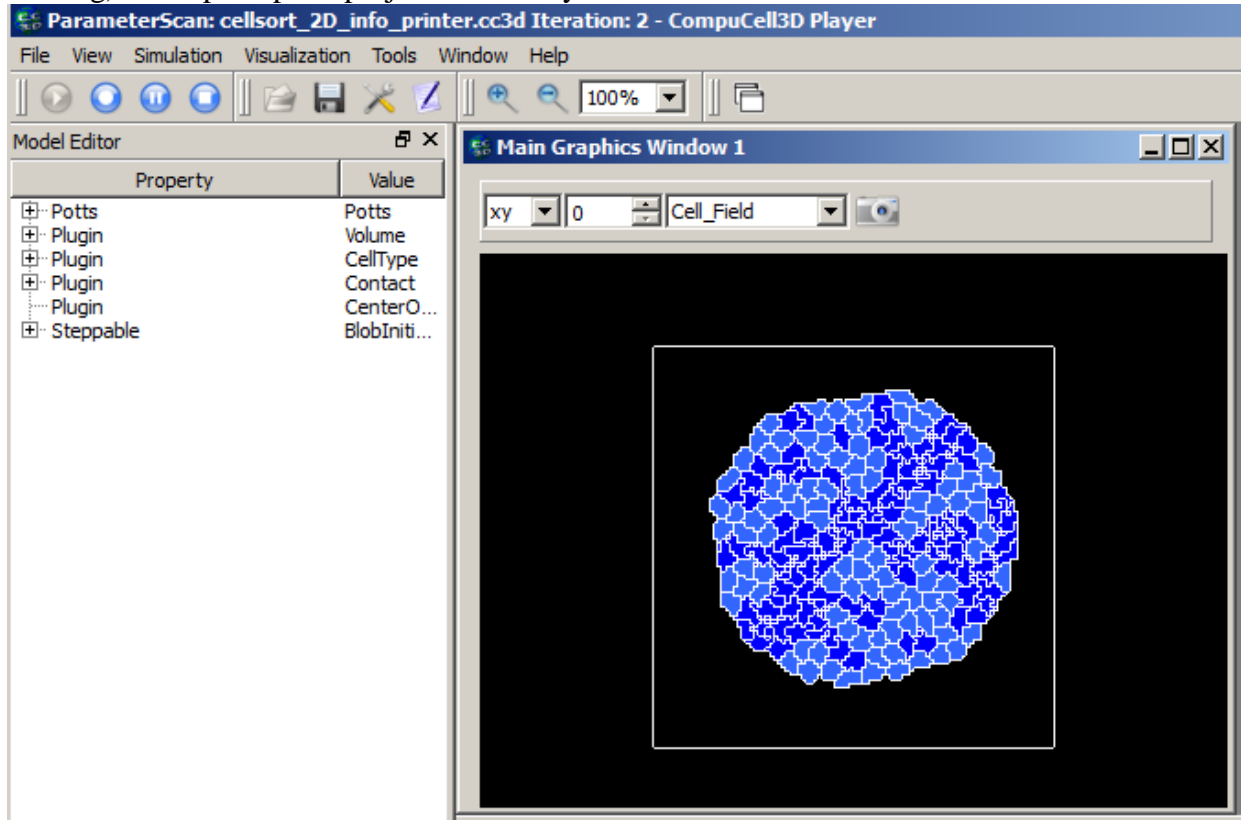 ParameterScan: cellsort_2D_info_printer.cc3d Iteration: 2 - CompuCell3D Player
File View Simulation Visualization Tools Window Help
100%
Model Editor
Property Value
Potts Potts
Plugin Volume
Plugin CellType
Plugin Contact
Plugin CenterO...
Steppable BlobIniti...
Main Graphics Window 1
xy 0 Cell_Field